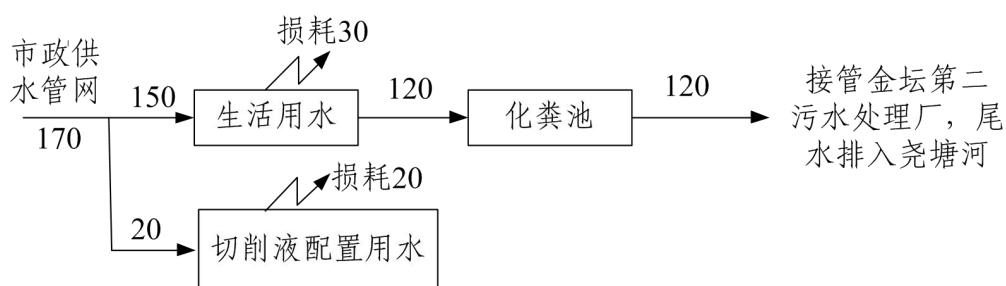 市政供
水管网
170
150
损耗30
生活用水
120
化粪池
120
接管金坛第二
污水处理厂，尾
水排入尧塘河
20
损耗20
切削液配置用水